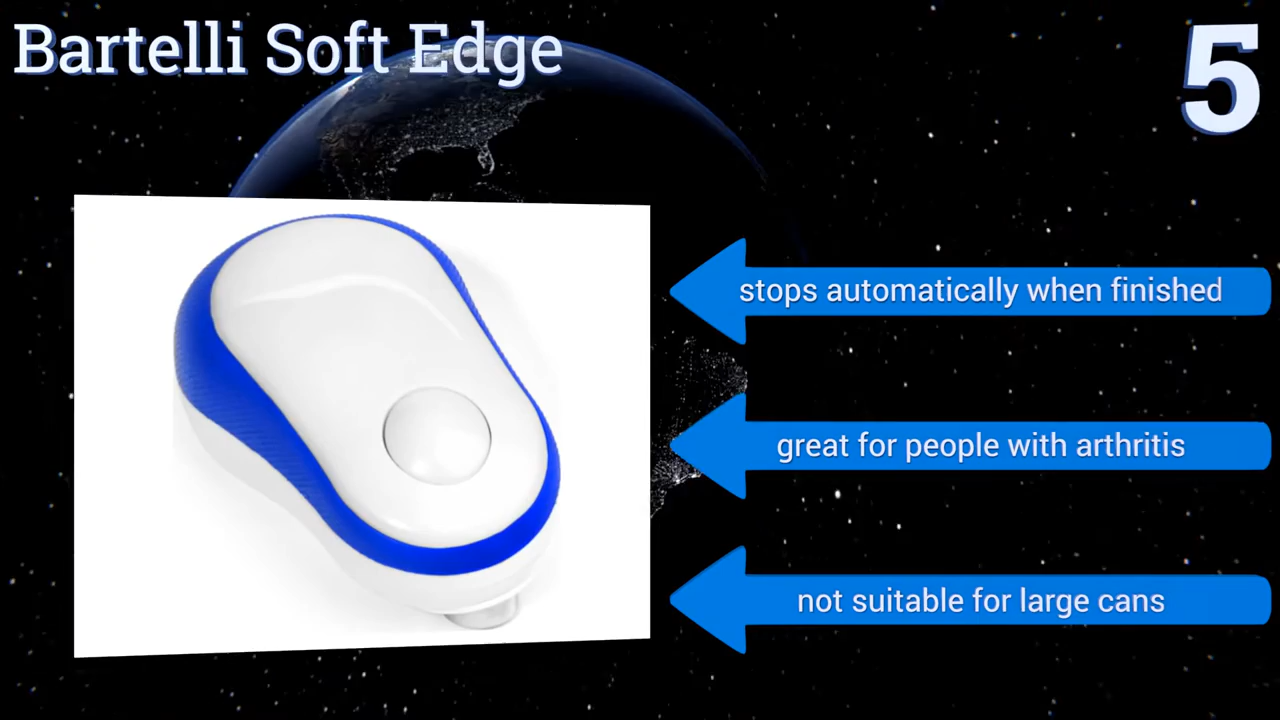 Bartelli Soft Edge
5
stops automatically when finished
great for people with arthritis
not suitable for large cans